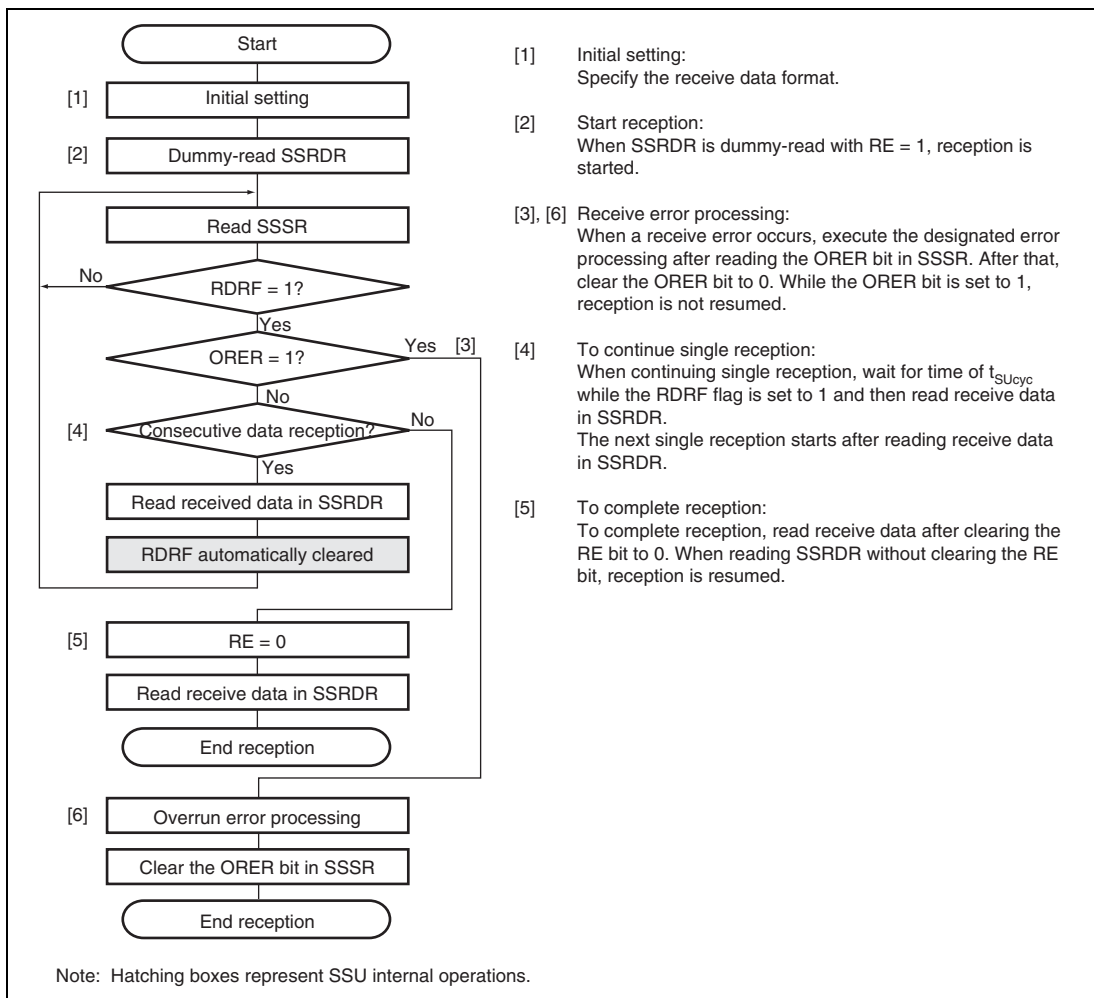 Start
[1] Initial setting
[2] Dummy-read SSRDR
Read SSSR
No
RDRF = 1?
Yes
ORER = 1?
Yes [3]
No
[4] Consecutive data reception?
No
Yes
Read received data in SSRDR
RDRF automatically cleared
[5] RE = 0
Read receive data in SSRDR
End reception
[6] Overrun error processing
Clear the ORER bit in SSSR
End reception
[1] Initial setting:
Specify the receive data format.
[2] Start reception:
When SSRDR is dummy-read with RE = 1, reception is
started.
[3], [6] Receive error processing:
When a receive error occurs, execute the designated error
processing after reading the ORER bit in SSSR. After that,
clear the ORER bit to 0. While the ORER bit is set to 1,
reception is not resumed.
[4] To continue single reception:
When continuing single reception, wait for time of tSUcyc
while the RDRF flag is set to 1 and then read receive data
in SSRDR.
The next single reception starts after reading receive data
in SSRDR.
[5] To complete reception:
To complete reception, read receive data after clearing the
RE bit to 0. When reading SSRDR without clearing the RE
bit, reception is resumed.
Note: Hatching boxes represent SSU internal operations.